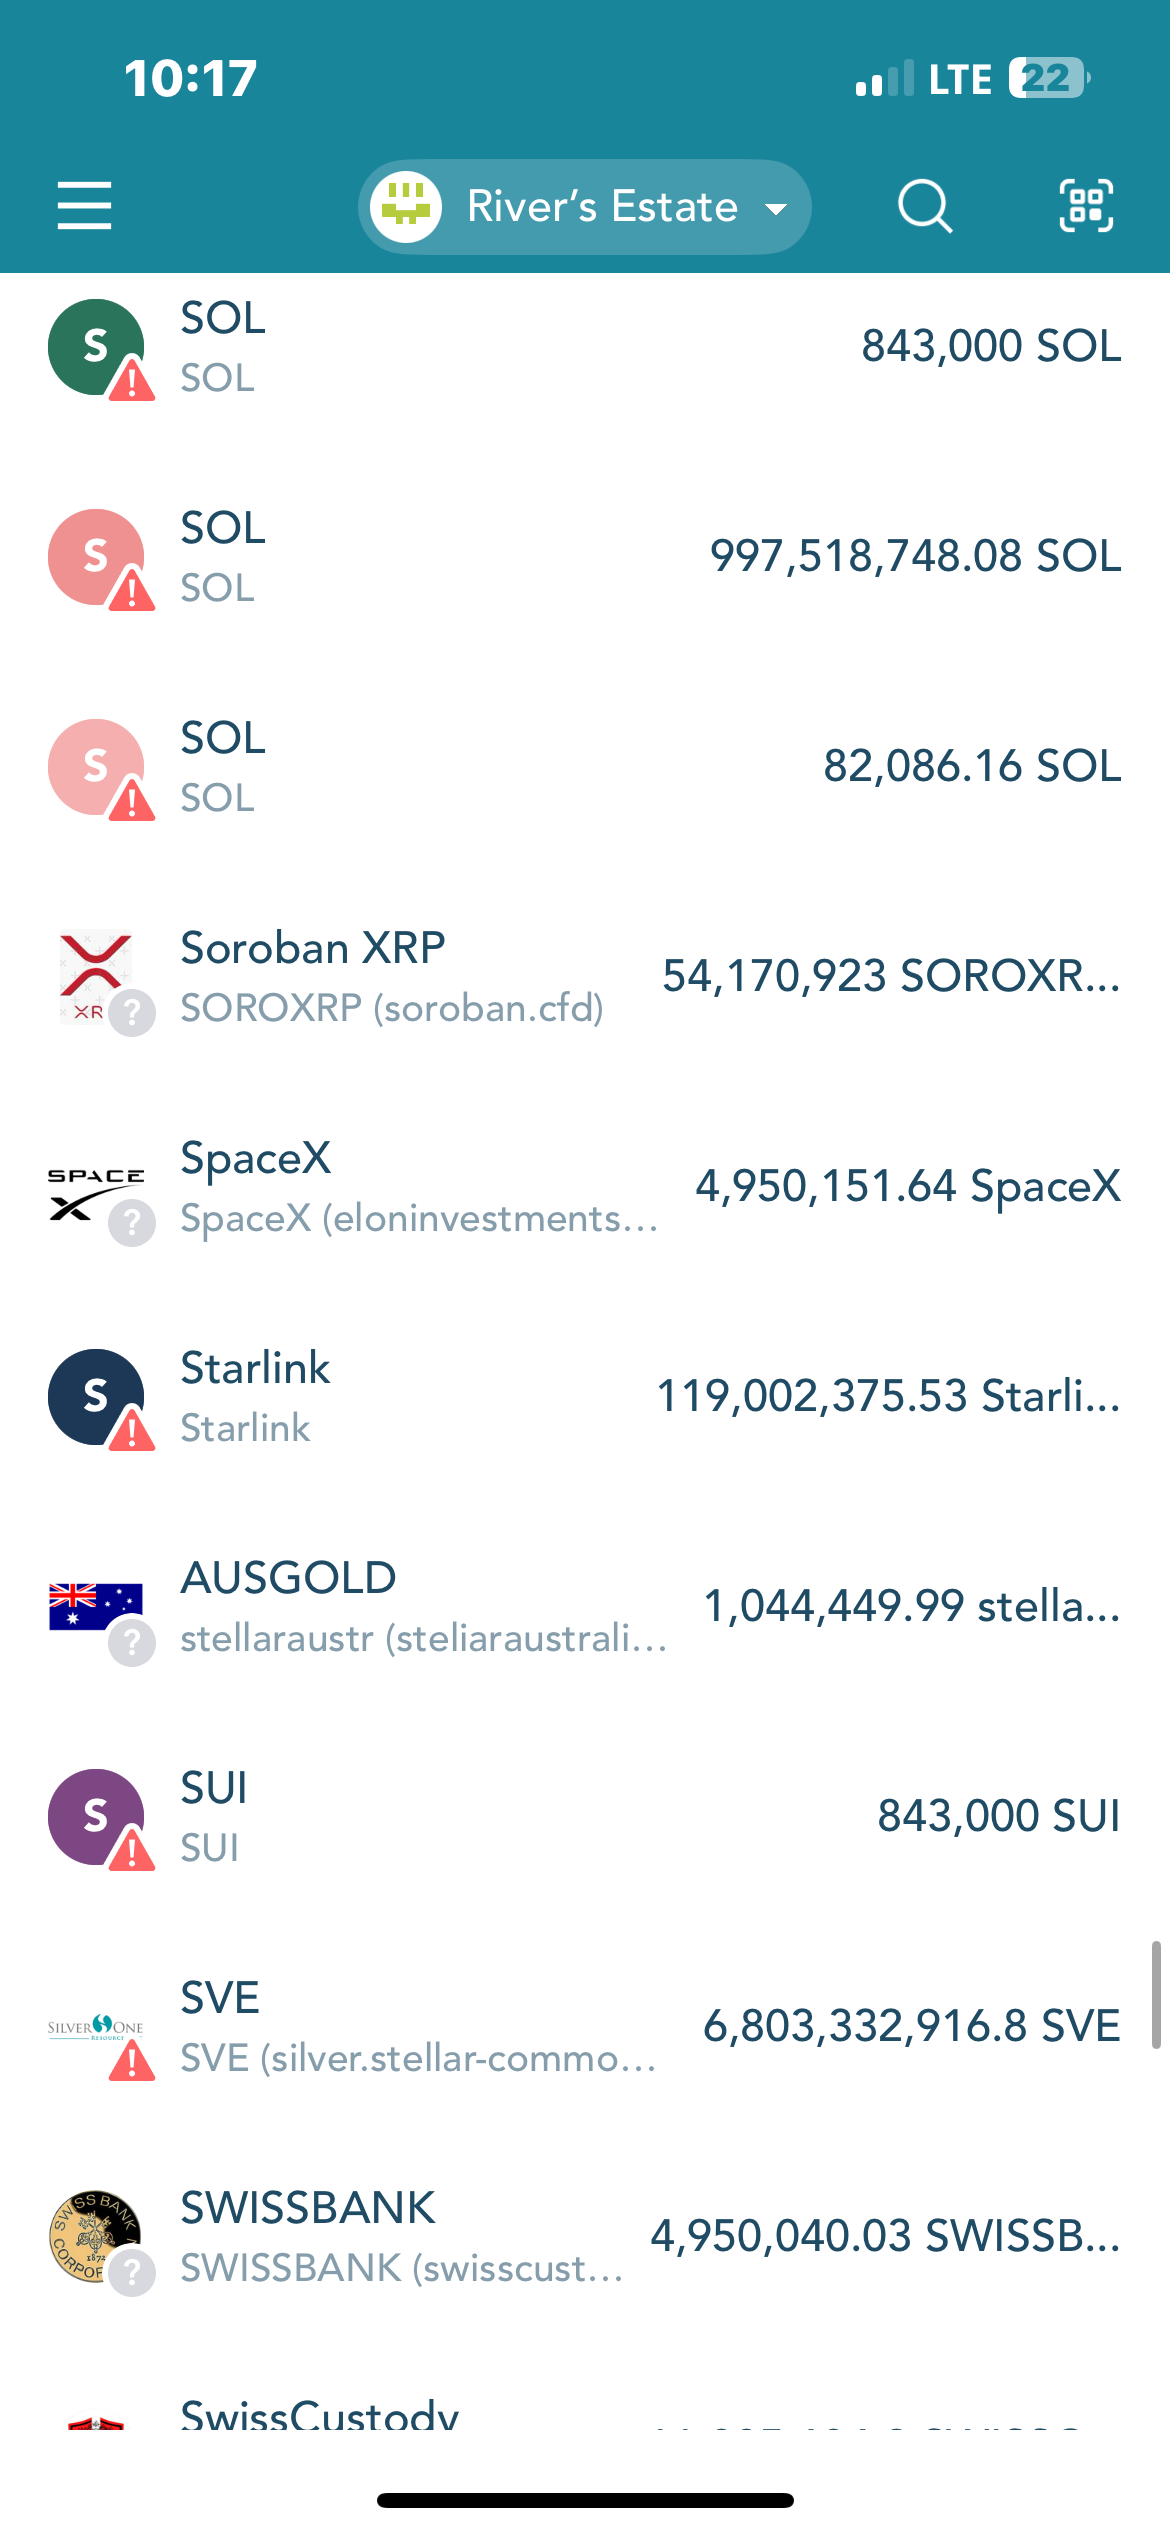 10:17
LTE 22
River's Estate
S
SOL
SOL
843,000 SOL
S
SOL
SOL
997,518,748.08 SOL
S
SOL
SOL
82,086.16 SOL
XR
?
Soroban XRP
SOROXRP (soroban.cfd)
54,170,923 SOROXR...
SPACE
X
?
SpaceX
SpaceX (eloninvestments...
4,950,151.64 SpaceX
S
Starlink
Starlink
119,002,375.53 Starli...
?
AUSGOLD
stellaraustr (steliaraustrali...
1,044,449.99 stella...
S
SUI
SUI
843,000 SUI
SILVER ONE
RESOURCE
SVE
SVE (silver.stellar-commo...
6,803,332,916.8 SVE
SWISS BANK
CORPOR
1872
?
SWISSBANK
SWISSBANK (swisscust...
4,950,040.03 SWISSB...
SwissCustody